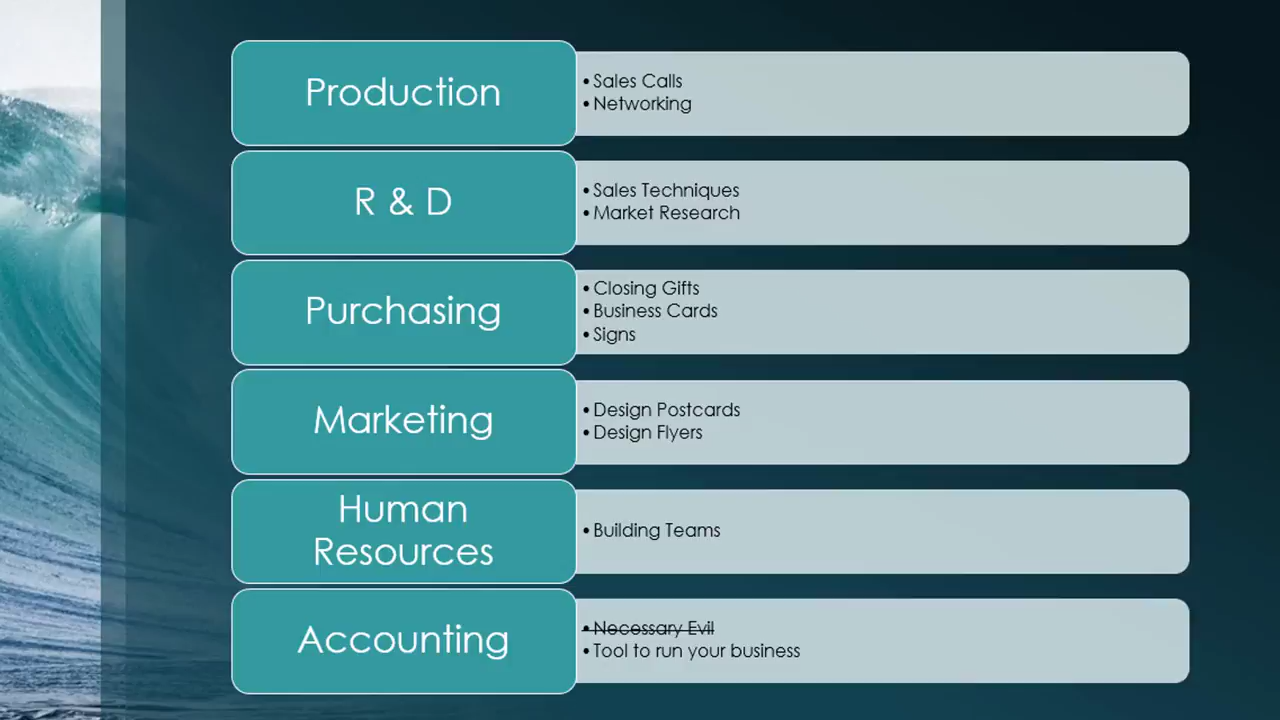 Production
• Sales Calls
• Networking
R & D
• Sales Techniques
• Market Research
Purchasing
• Closing Gifts
• Business Cards
• Signs
Marketing
• Design Postcards
• Design Flyers
Human
Resources
• Building Teams
Accounting
• Necessary Evil
• Tool to run your business